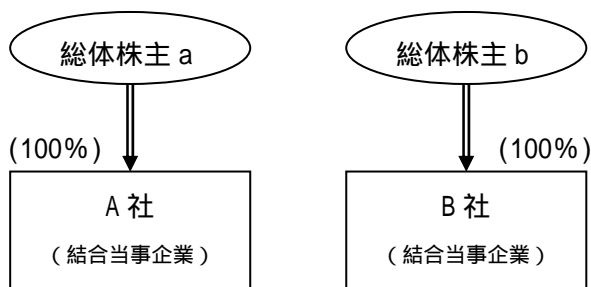 総体株主 a
総体株主 b
(100%)
(100%)
A 社
B 社
（結合当事企業）
（結合当事企業）